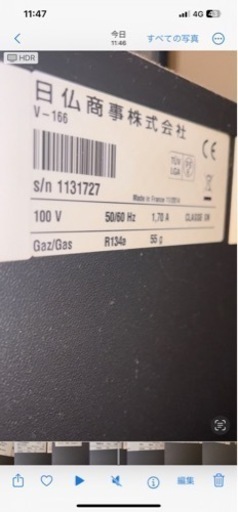 11:47
4G
今日
11:46
すべての写真
HDR
日仏商事株式会社
V-166
CE
TÜV
LGA
s/n 1131727
Made in France
100 V 50/60 Hz 1,70 A
Gaz/Gas R134a 55 g
編集